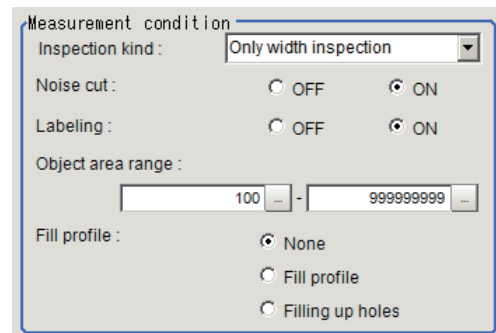 Measurement condition
Inspection kind : Only width inspection
Noise cut : OFF ON
Labeling : OFF ON
Object area range :
100 ... - 999999999 ...
Fill profile : None
Fill profile
Filling up holes